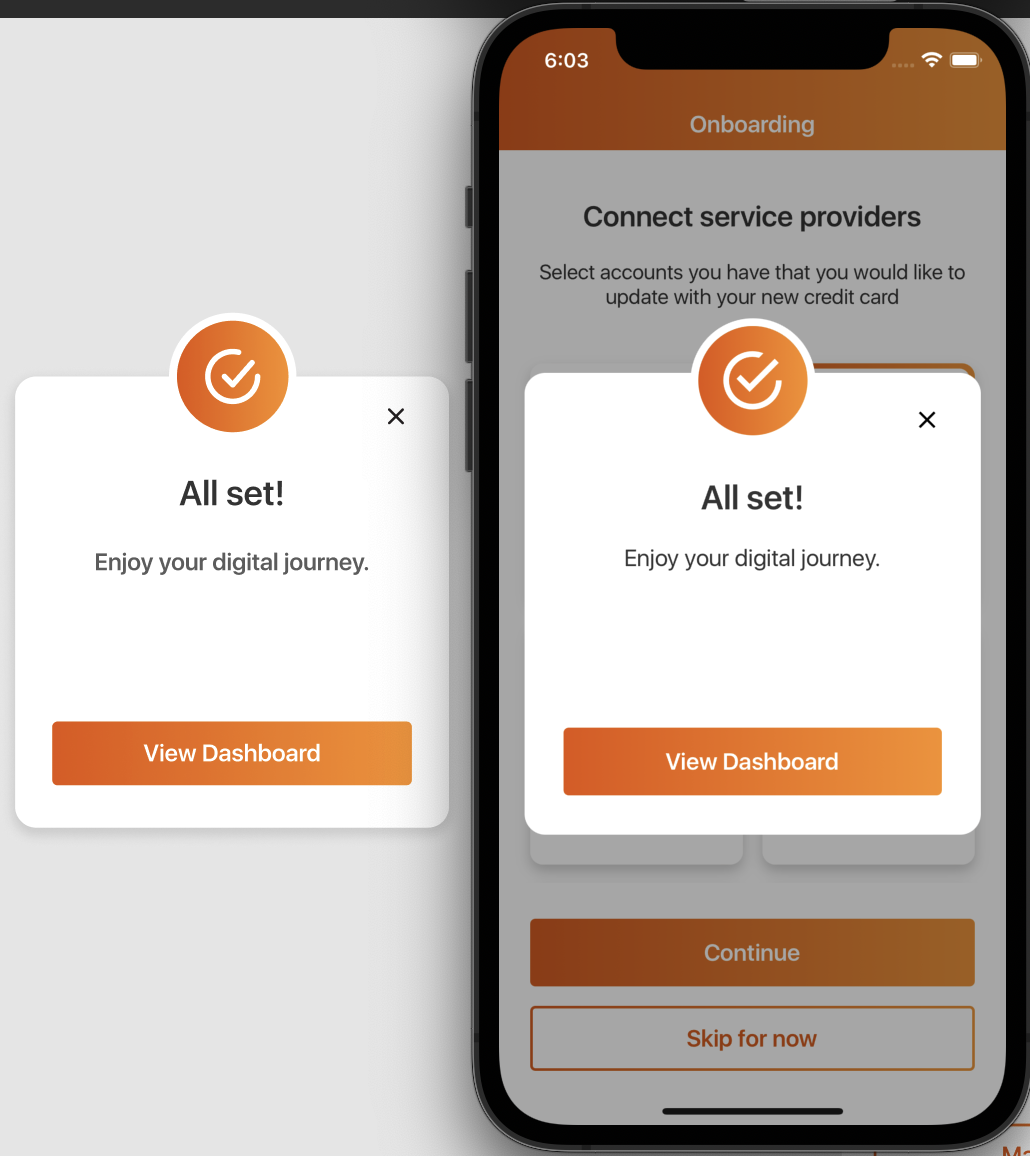 All set!
Enjoy your digital journey.
View Dashboard
6:03
Onboarding
Connect service providers
Select accounts you have that you would like to
update with your new credit card
All set!
Enjoy your digital journey.
View Dashboard
Continue
Skip for now